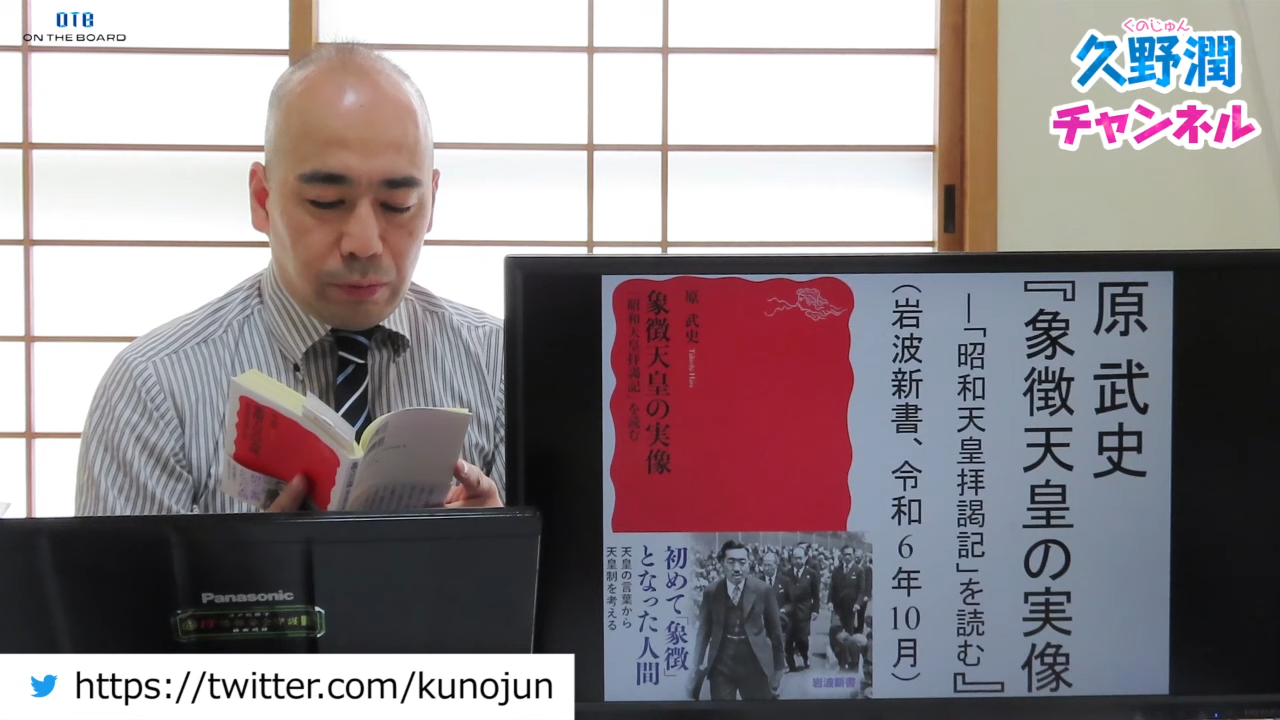 OTB
ON THE BOARD
ぐのじゅん
久野潤
チャンネル
原 武史
『象徴天皇の実像
―「昭和天皇拝謁記」を読む』
（岩波新書、令和6年10月）
原 武史 Takeshi Hara
象徴天皇の実像
「昭和天皇拝謁記」を読む
初めて「象徴」
となった人間
天皇の言葉から
天皇制を考える
岩波新書
Panasonic
https://twitter.com/kunojun